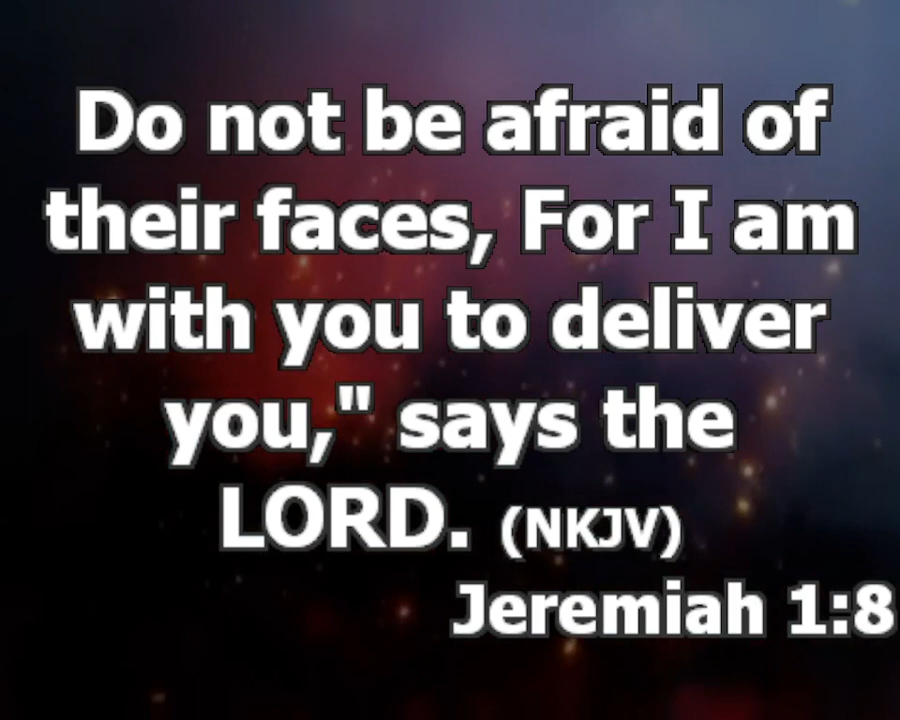 Do not be afraid of
their faces, For I am
with you to deliver
you," says the
LORD. (NKJV)
Jeremiah 1:8